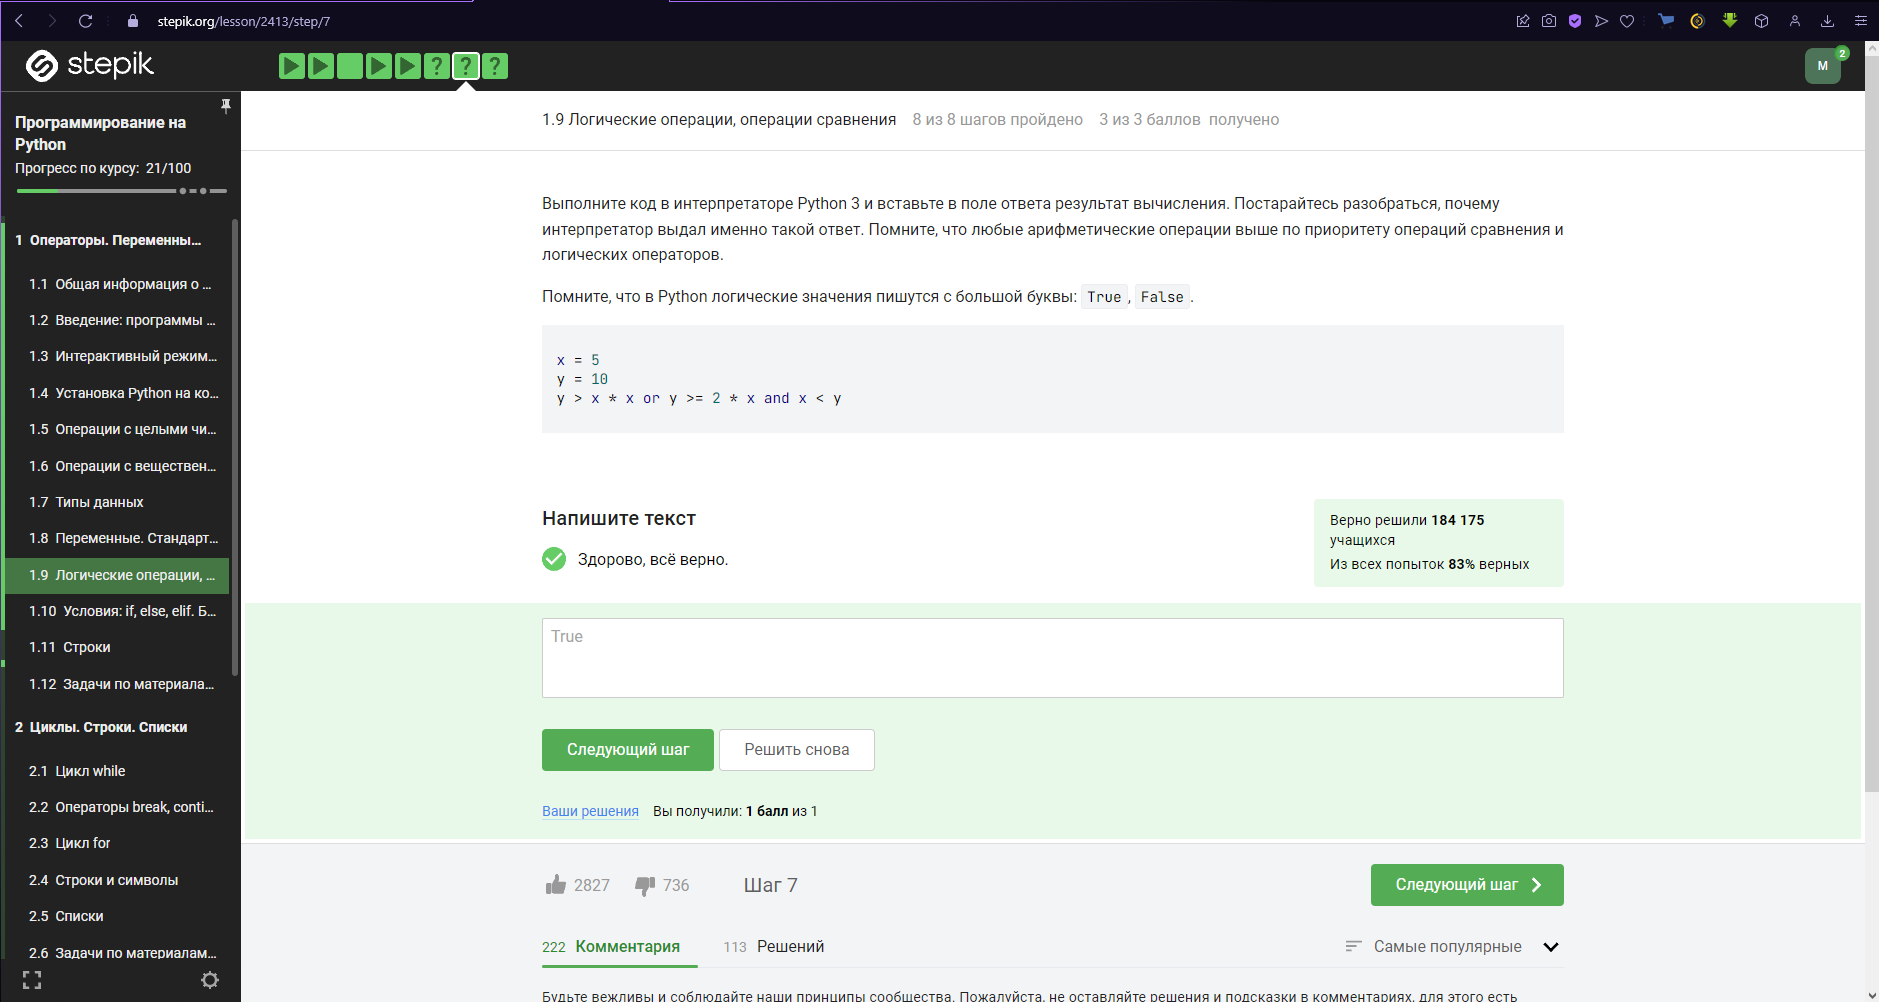 stepik.org/lesson/2413/step/7
stepik
M
2
Программирование на
Python
Прогресс по курсу: 21/100
1 Операторы. Переменны...
1.1 Общая информация о ...
1.2 Введение: программы ...
1.3 Интерактивный режим...
1.4 Установка Python на ко...
1.5 Операции с целыми чи...
1.6 Операции с веществен...
1.7 Типы данных
1.8 Переменные. Стандарт...
1.9 Логические операции, ...
1.10 Условия: if, else, elif. Б...
1.11 Строки
1.12 Задачи по материала...
2 Циклы. Строки. Списки
2.1 Цикл while
2.2 Операторы break, conti...
2.3 Цикл for
2.4 Строки и символы
2.5 Списки
2.6 Задачи по материалам...
1.9 Логические операции, операции сравнения 8 из 8 шагов пройдено 3 из 3 баллов получено
Выполните код в интерпретаторе Python 3 и вставьте в поле ответа результат вычисления. Постарайтесь разобраться, почему
интерпретатор выдал именно такой ответ. Помните, что любые арифметические операции выше по приоритету операций сравнения и
логических операторов.
Помните, что в Python логические значения пишутся с большой буквы: True , False .
x = 5
y = 10
y > x * x or y >= 2 * x and x < y
Напишите текст
Здорово, всё верно.
Верно решили 184 175
учащихся
Из всех попыток 83% верных
True
Следующий шаг Решить снова
Ваши решения Вы получили: 1 балл из 1
2827 736 Шаг 7 Следующий шаг
222 Комментария 113 Решений Самые популярные
Будьте вежливы и соблюдайте наши принципы сообщества. Пожалуйста, не оставляйте решения и подсказки в комментариях, для этого есть